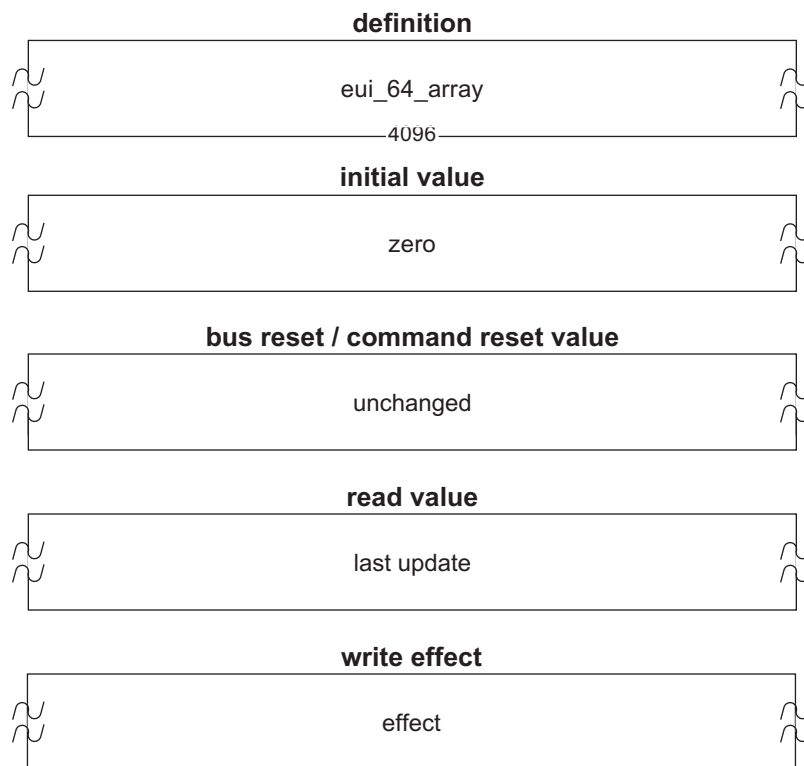 definition
eui_64_array
4096
initial value
zero
bus reset / command reset value
unchanged
read value
last update
write effect
effect